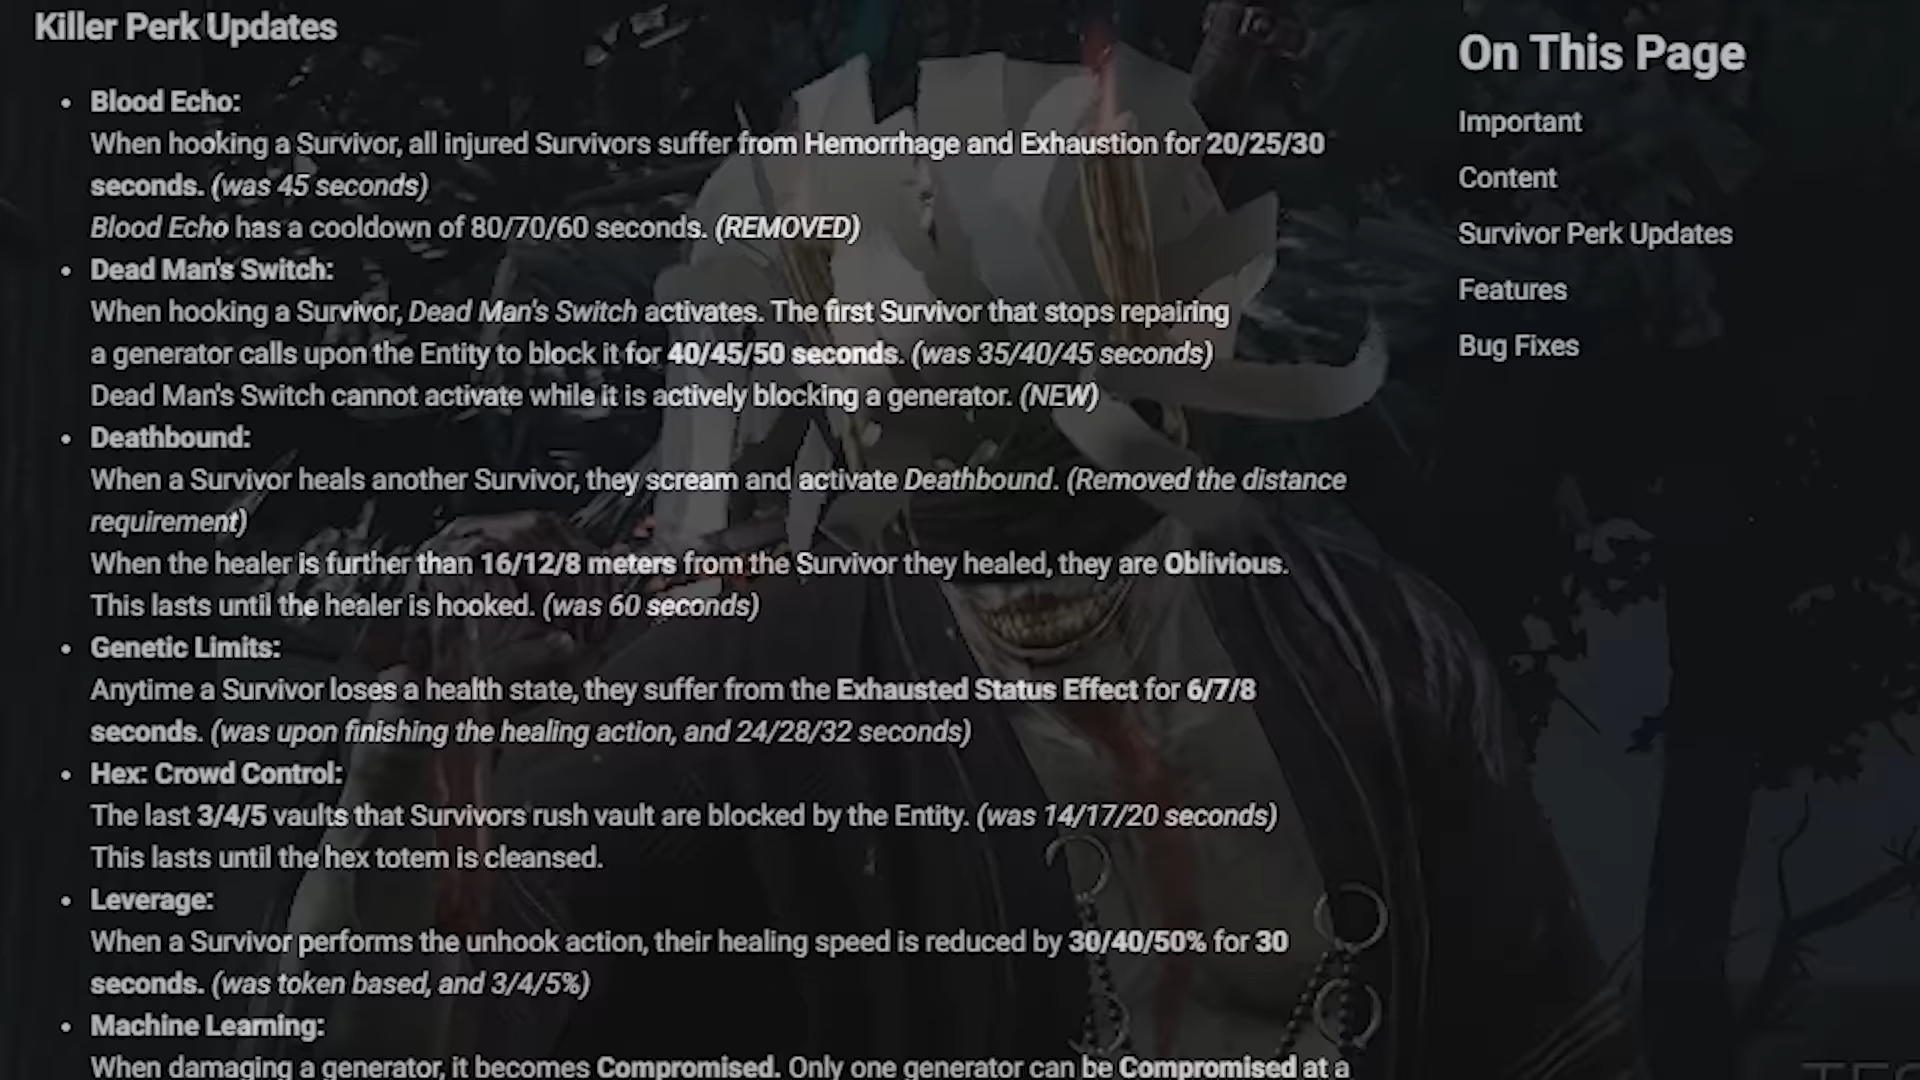 Killer Perk Updates
• Blood Echo:
When hooking a Survivor, all injured Survivors suffer from Hemorrhage and Exhaustion for 20/25/30
seconds. (was 45 seconds)
Blood Echo has a cooldown of 80/70/60 seconds. (REMOVED)
• Dead Man's Switch:
When hooking a Survivor, Dead Man's Switch activates. The first Survivor that stops repairing
a generator calls upon the Entity to block it for 40/45/50 seconds. (was 35/40/45 seconds)
Dead Man's Switch cannot activate while it is actively blocking a generator. (NEW)
• Deathbound:
When a Survivor heals another Survivor, they scream and activate Deathbound. (Removed the distance
requirement)
When the healer is further than 16/12/8 meters from the Survivor they healed, they are Oblivious.
This lasts until the healer is hooked. (was 60 seconds)
• Genetic Limits:
Anytime a Survivor loses a health state, they suffer from the Exhausted Status Effect for 6/7/8
seconds. (was upon finishing the healing action, and 24/28/32 seconds)
• Hex: Crowd Control:
The last 3/4/5 vaults that Survivors rush vault are blocked by the Entity. (was 14/17/20 seconds)
This lasts until the hex totem is cleansed.
• Leverage:
When a Survivor performs the unhook action, their healing speed is reduced by 30/40/50% for 30
seconds. (was token based, and 3/4/5%)
• Machine Learning:
When damaging a generator, it becomes Compromised. Only one generator can be Compromised at a
On This Page
Important
Content
Survivor Perk Updates
Features
Bug Fixes